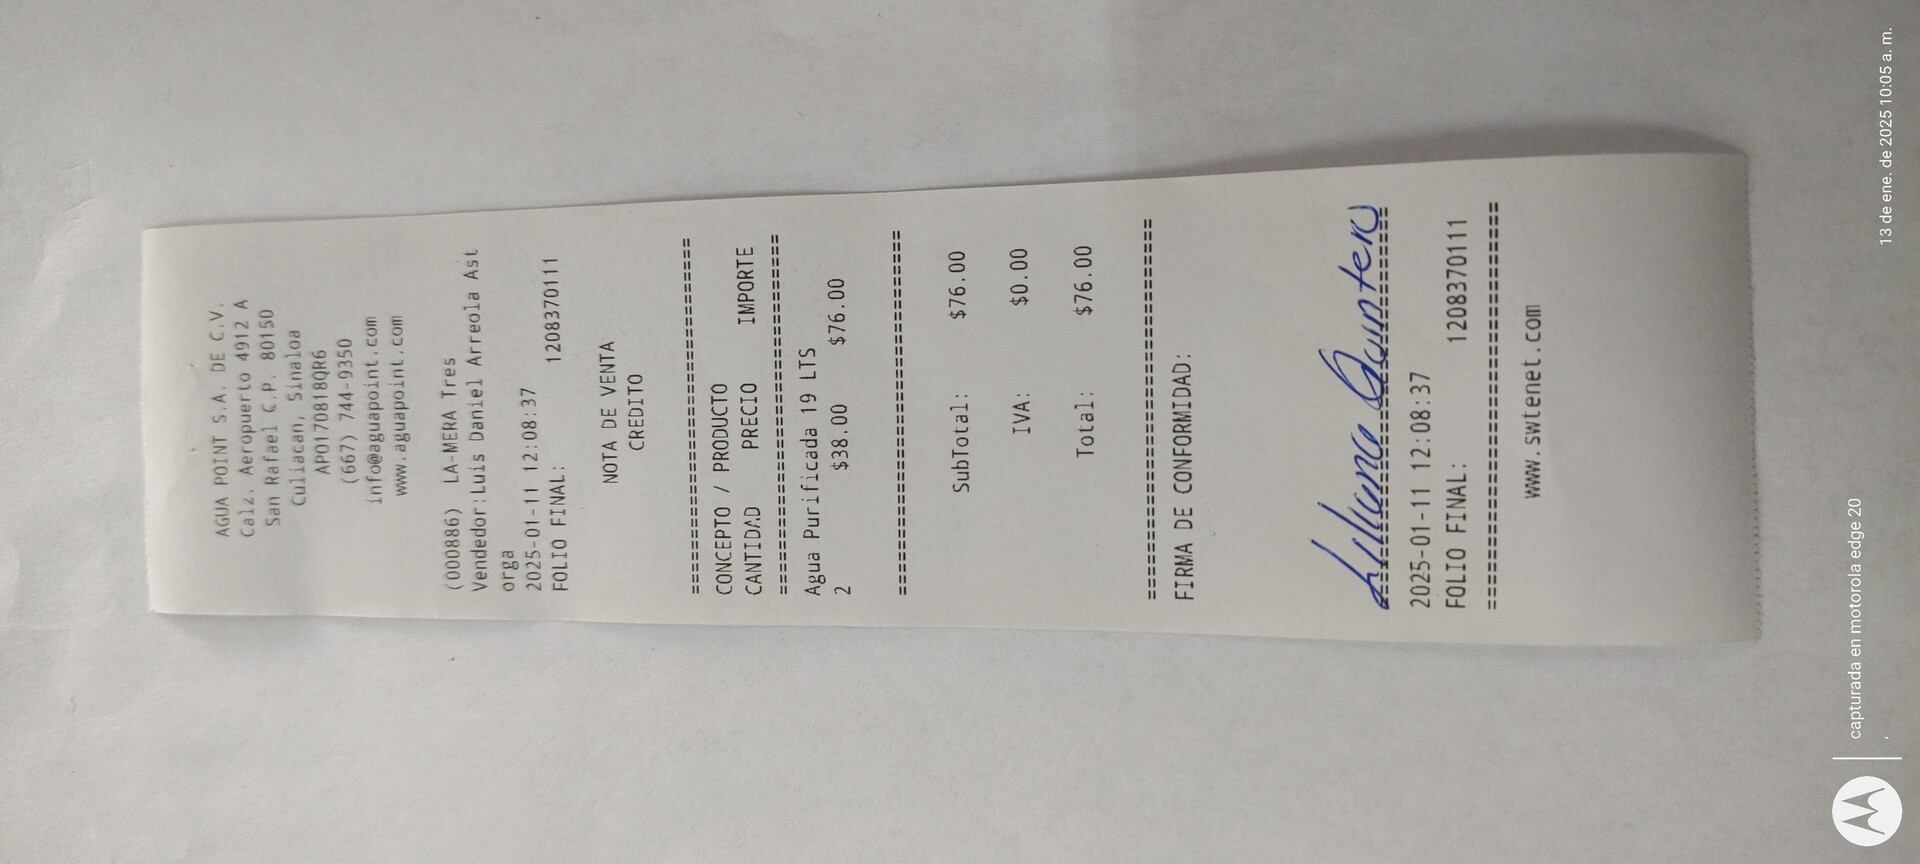 AGUA POINT S.A. DE C.V.
Calz. Aeropuerto 4912 A
San Rafael C.P. 80150
Culiacan, Sinaloa
APO170818QR6
(667) 744-9350
info@aguapoint.com
www.aguapoint.com
(000886) LA-MERA Tres
Vendedor:Luis Daniel Arreola Ast
orga
2025-01-11 12:08:37
FOLIO FINAL: 1208370111
NOTA DE VENTA
CREDITO
========================================
CONCEPTO / PRODUCTO
CANTIDAD PRECIO IMPORTE
========================================
Agua Purificada 19 LTS
2 $38.00 $76.00
========================================
SubTotal: $76.00
IVA: $0.00
Total: $76.00
========================================
FIRMA DE CONFORMIDAD:
========================================
2025-01-11 12:08:37
FOLIO FINAL: 1208370111
========================================
www.swtenet.com
capturada en motorola edge 20
13 de ene. de 2025 10:05 a. m.